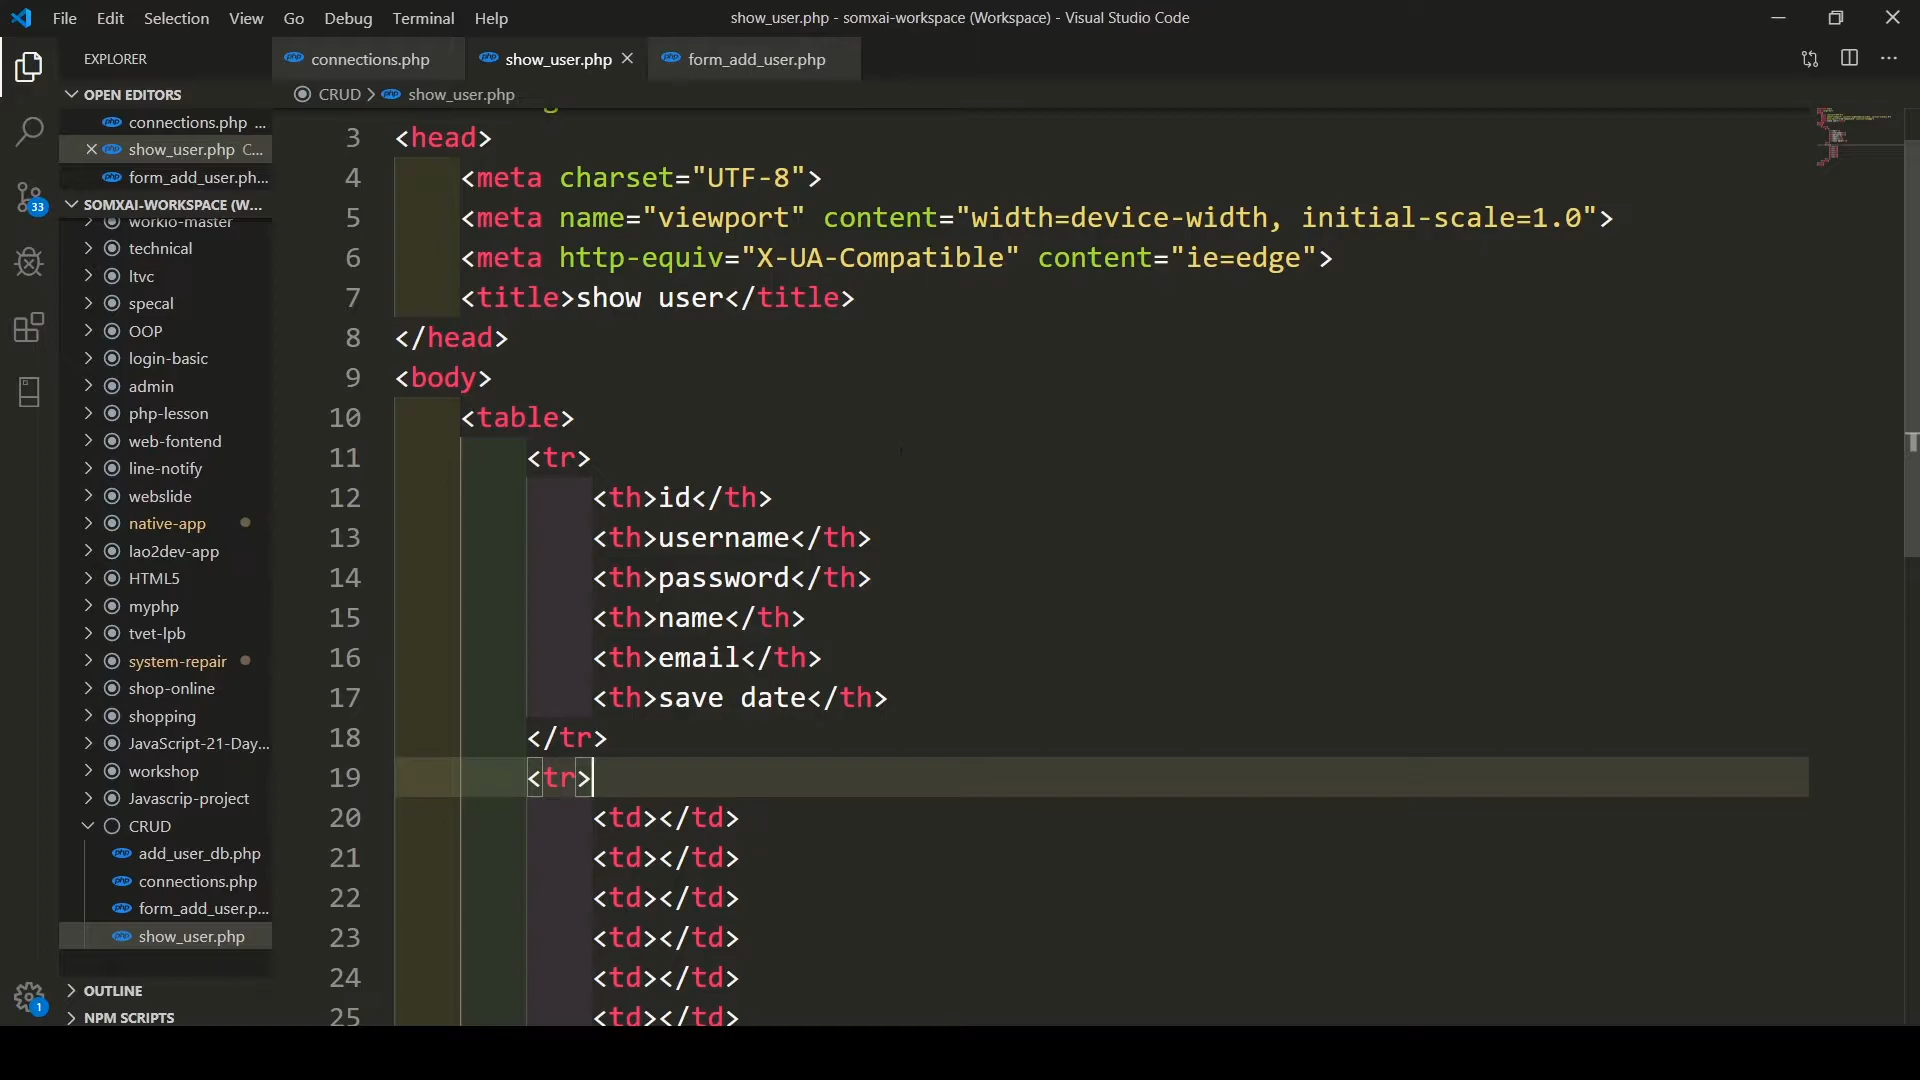 File Edit Selection View Go Debug Terminal Help
show_user.php - somxai-workspace (Workspace) - Visual Studio Code
EXPLORER
OPEN EDITORS
connections.php ...
show_user.php C...
form_add_user.ph...
SOMXAI-WORKSPACE (W...
workio-master
technical
ltvc
specal
OOP
login-basic
admin
php-lesson
web-fontend
line-notify
webslide
native-app
lao2dev-app
HTML5
myphp
tvet-lpb
system-repair
shop-online
shopping
JavaScript-21-Day...
workshop
Javascrip-project
CRUD
add_user_db.php
connections.php
form_add_user.p...
show_user.php
OUTLINE
NPM SCRIPTS
33
1
connections.php show_user.php form_add_user.php
CRUD > show_user.php
3 <head>
4 <meta charset="UTF-8">
5 <meta name="viewport" content="width=device-width, initial-scale=1.0">
6 <meta http-equiv="X-UA-Compatible" content="ie=edge">
7 <title>show user</title>
8 </head>
9 <body>
10 <table>
11 <tr>
12 <th>id</th>
13 <th>username</th>
14 <th>password</th>
15 <th>name</th>
16 <th>email</th>
17 <th>save date</th>
18 </tr>
19 <tr>
20 <td></td>
21 <td></td>
22 <td></td>
23 <td></td>
24 <td></td>
25 <td></td>